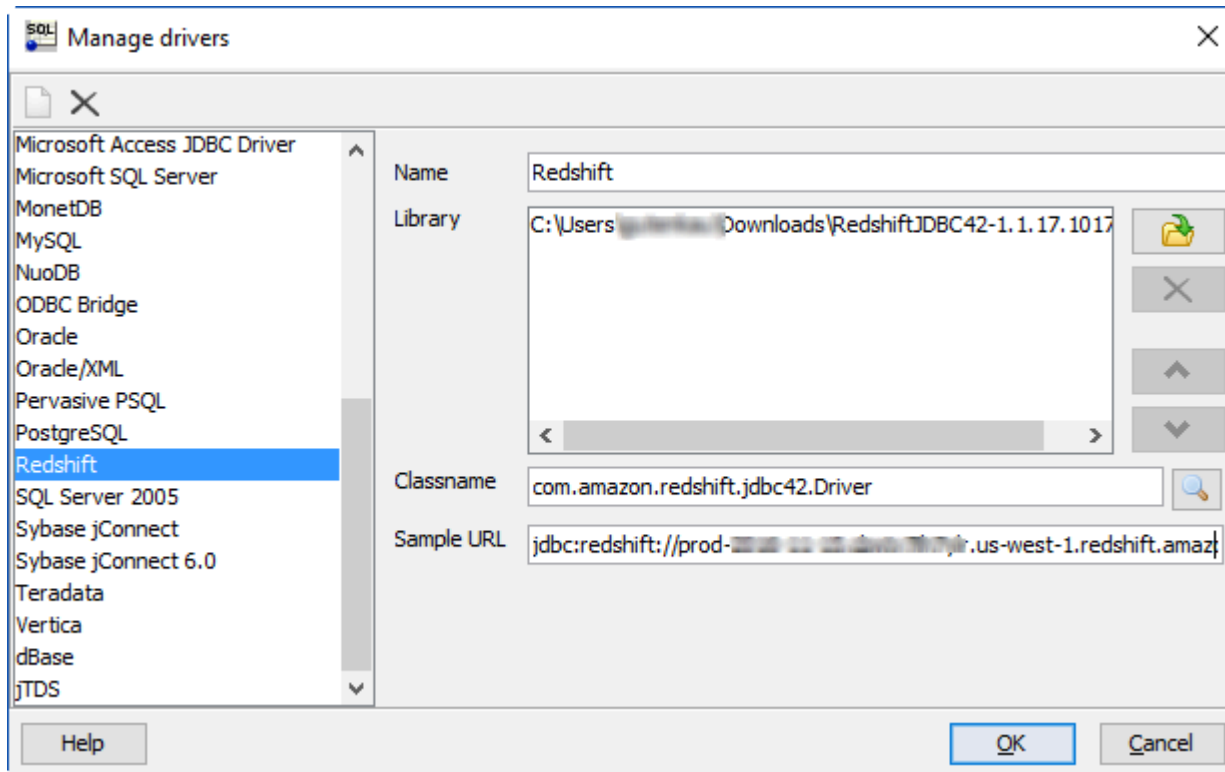 SQL Manage drivers
Microsoft Access JDBC Driver
Microsoft SQL Server
MonetDB
MySQL
NuoDB
ODBC Bridge
Oracle
Oracle/XML
Pervasive PSQL
PostgreSQL
Redshift
SQL Server 2005
Sybase jConnect
Sybase jConnect 6.0
Teradata
Vertica
dBase
jTDS
Name Redshift
Library C:\Users\ Downloads\RedshiftJDBC42-1.1.17.1017
Classname com.amazon.redshift.jdbc42.Driver
Sample URL jdbc:redshift://prod- .us-west-1.redshift.amaz
Help OK Cancel